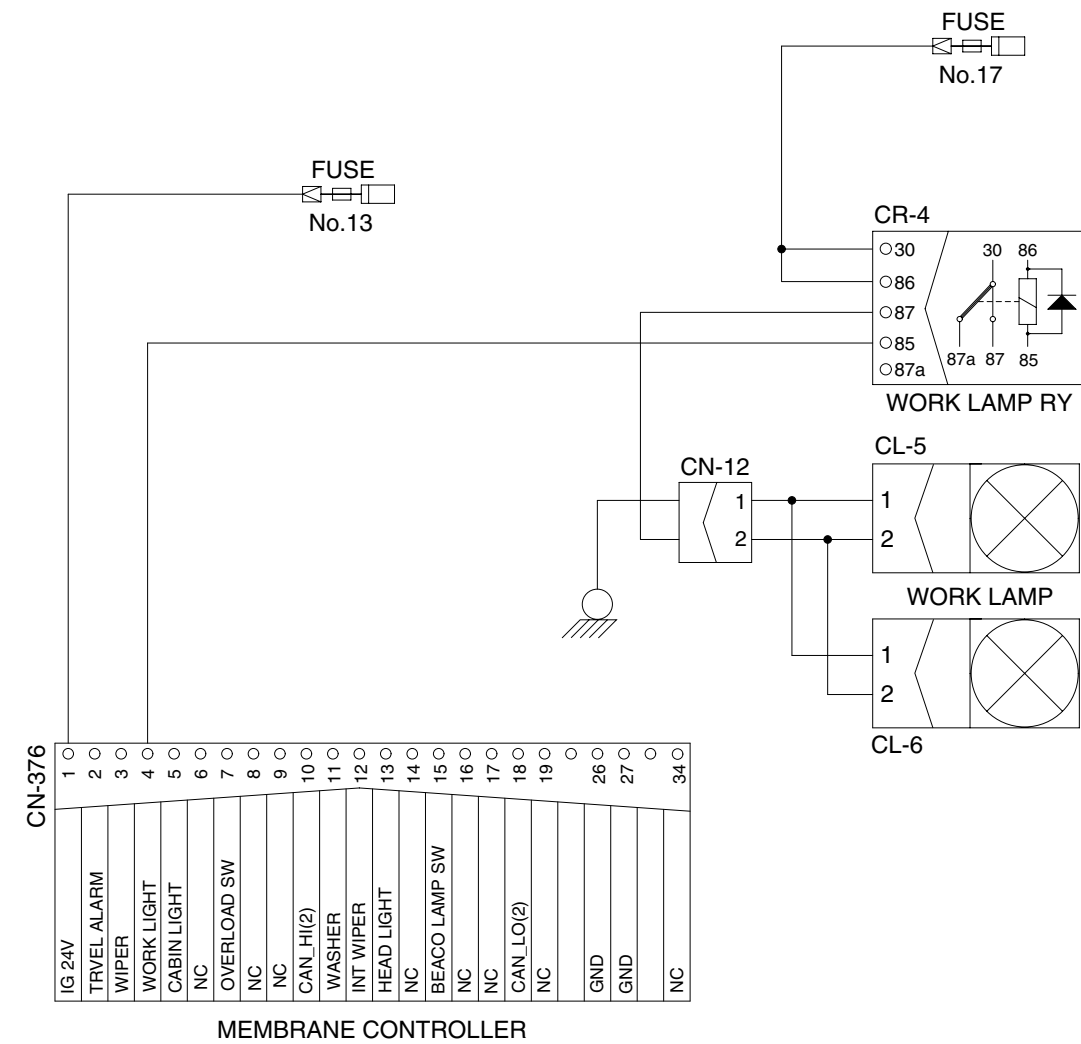 FUSE
No.17
FUSE
No.13
CR-4
30
86
87
85
87a
30 86
87a 87 85
WORK LAMP RY
CL-5
1
2
CN-12
1
2
WORK LAMP
1
2
CL-6
CN-376
1 2 3 4 5 6 7 8 9 10 11 12 13 14 15 16 17 18 19 26 27 34
IG 24V
TRVEL ALARM
WIPER
WORK LIGHT
CABIN LIGHT
NC
OVERLOAD SW
NC
NC
CAN_HI(2)
WASHER
INT WIPER
HEAD LIGHT
NC
BEACO LAMP SW
NC
NC
CAN_LO(2)
NC
GND
GND
NC
MEMBRANE CONTROLLER